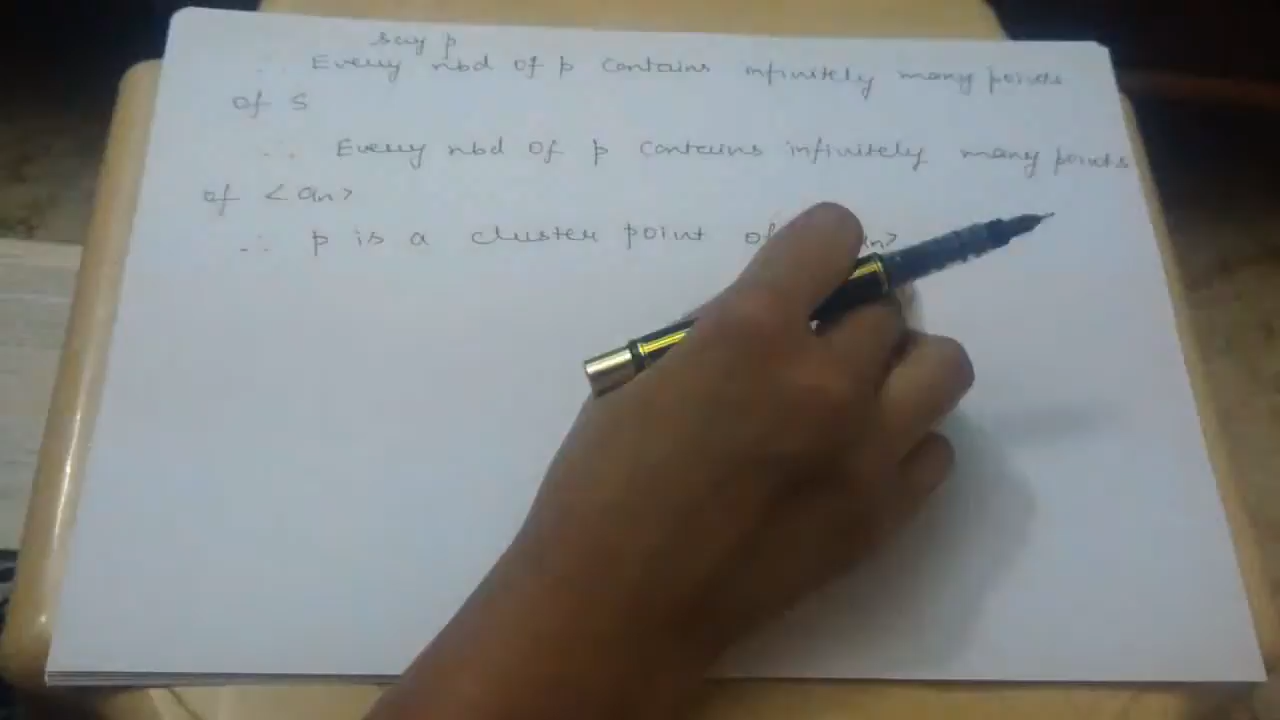 say p
∴ Every nbd of p contains infinitely many points
of S
∴ Every nbd of p contains infinitely many points
of <an>
∴ p is a cluster point of an>